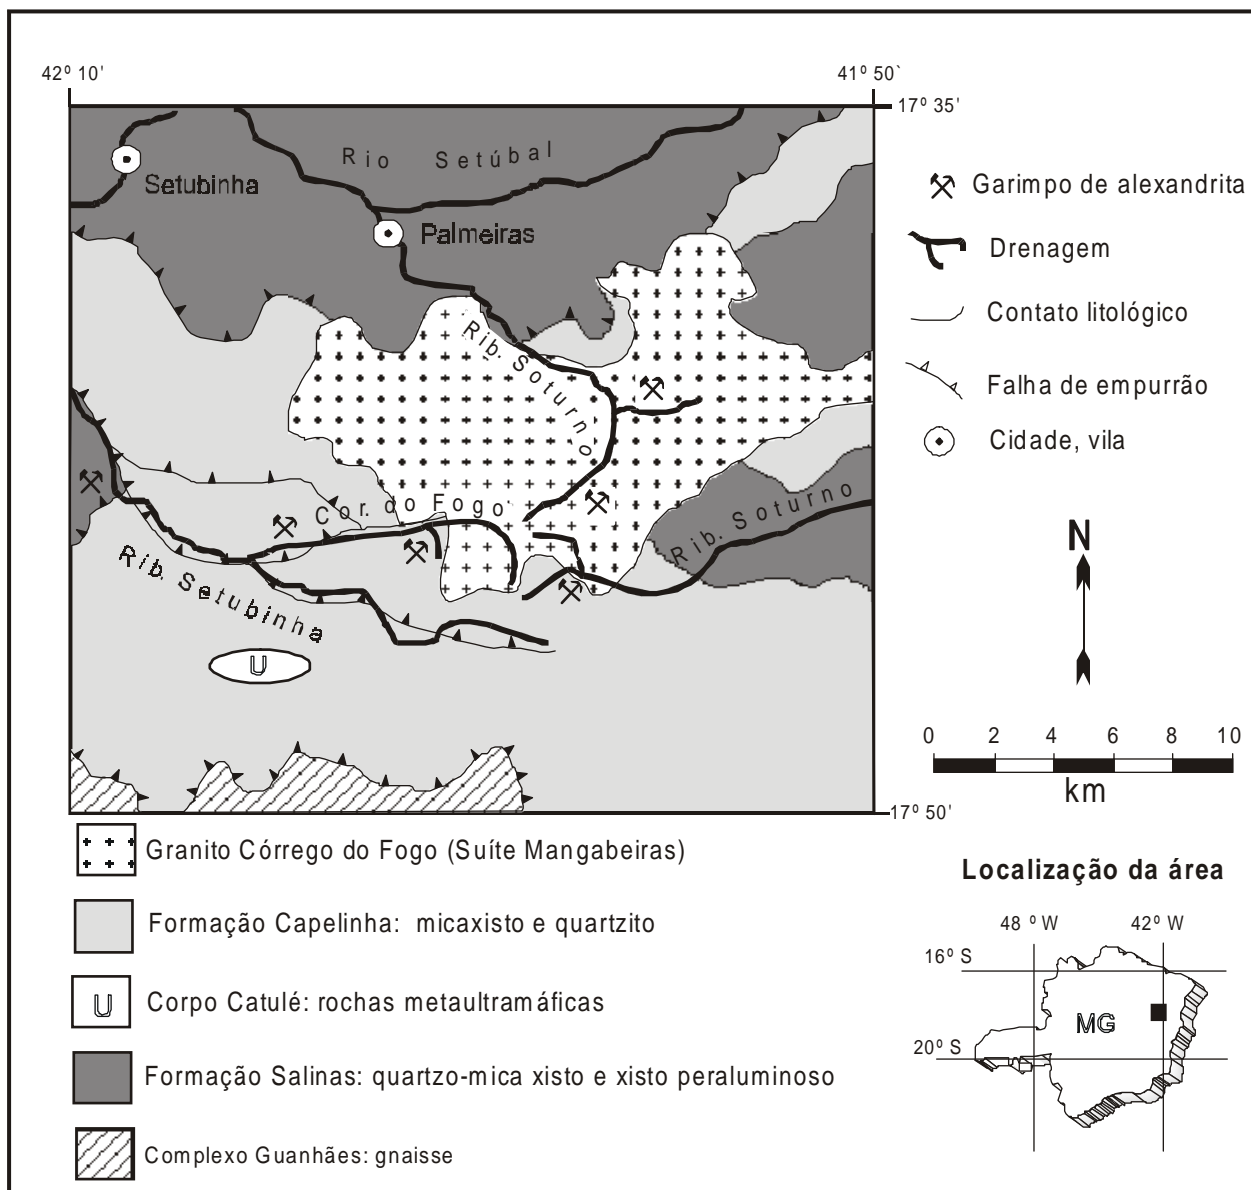 42º 10'
41º 50`
17º 35'
Rio Setúbal
Setubinha
Palmeiras
Rib. Soturno
Cor. do Fogo
Rib. Soturno
Rib. Setubinha
U
17º 50'
Garimpo de alexandrita
Drenagem
Contato litológico
Falha de empurrão
Cidade, vila
N
0 2 4 6 8 10
km
Granito Córrego do Fogo (Suíte Mangabeiras)
Formação Capelinha: micaxisto e quartzito
U
Corpo Catulé: rochas metaultramáficas
Formação Salinas: quartzo-mica xisto e xisto peraluminoso
Complexo Guanhães: gnaisse
Localização da área
48 º W
42º W
16º S
MG
20º S